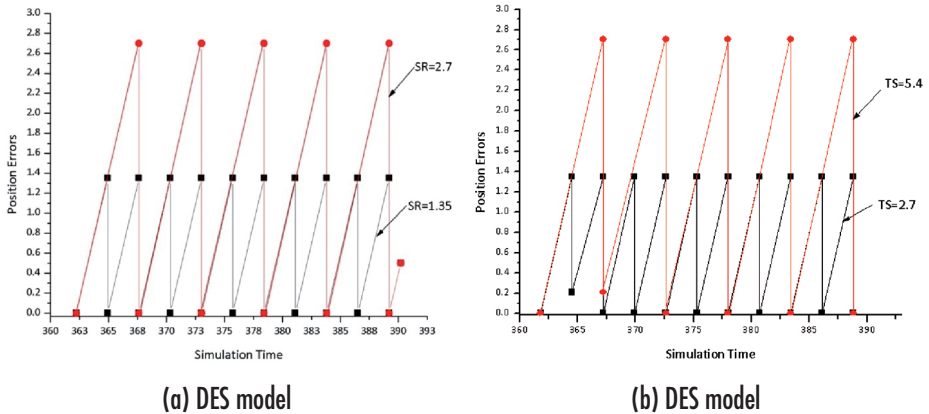 3.0
2.8
2.6
2.4
2.2
2.0
1.8
1.6
1.4
1.2
1.0
0.8
0.6
0.4
0.2
0.0
Position Errors
SR=2.7
SR=1.35
360 363 365 368 370 373 375 378 380 383 385 388 390 393
Simulation Time
(a) DES model
3.0
2.8
2.6
2.4
2.2
2.0
1.8
1.6
1.4
1.2
1.0
0.8
0.6
0.4
0.2
0.0
Position Errors
TS=5.4
TS=2.7
360 365 370 375 380 385 390
Simulation Time
(b) DES model